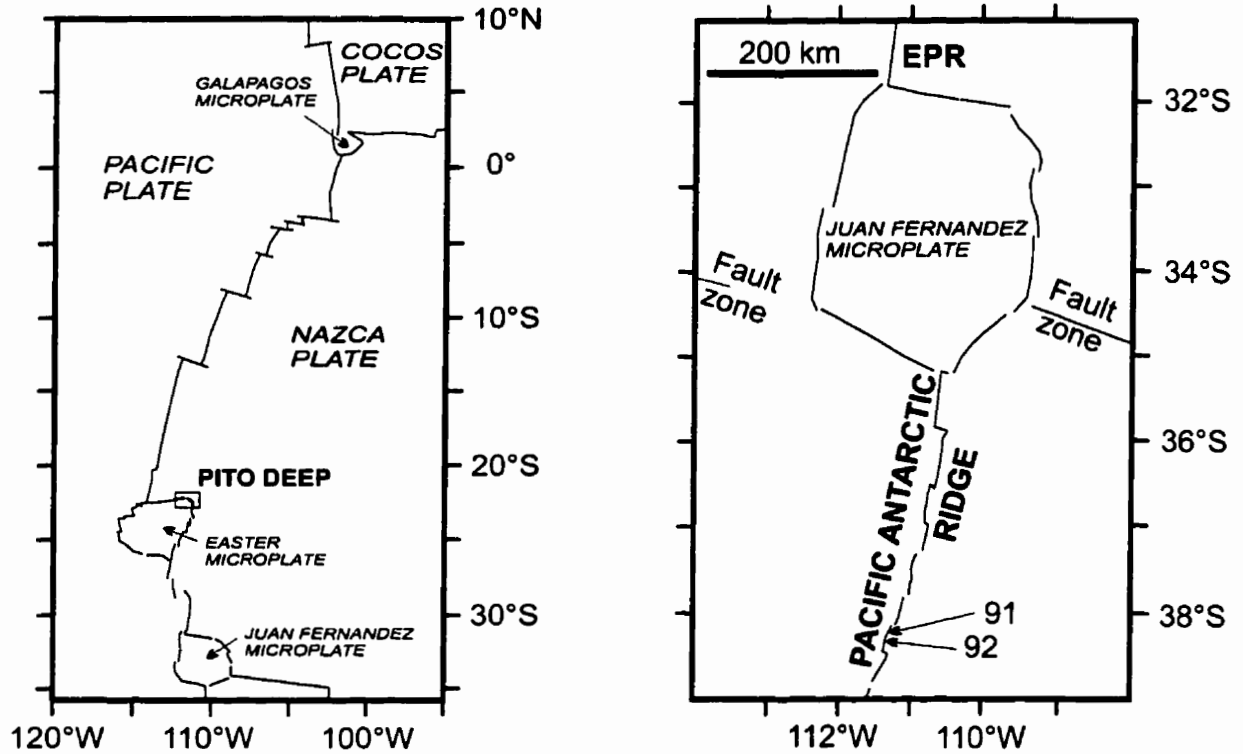 10°N
COCOS
PLATE
GALAPAGOS
MICROPLATE
PACIFIC
PLATE
0°
10°S
NAZCA
PLATE
PITO DEEP
20°S
EASTER
MICROPLATE
30°S
JUAN FERNANDEZ
MICROPLATE
120°W
110°W
100°W
200 km
EPR
32°S
JUAN FERNANDEZ
MICROPLATE
Fault
zone
34°S
Fault
zone
PACIFIC ANTARCTIC
RIDGE
36°S
91
92
38°S
112°W
110°W